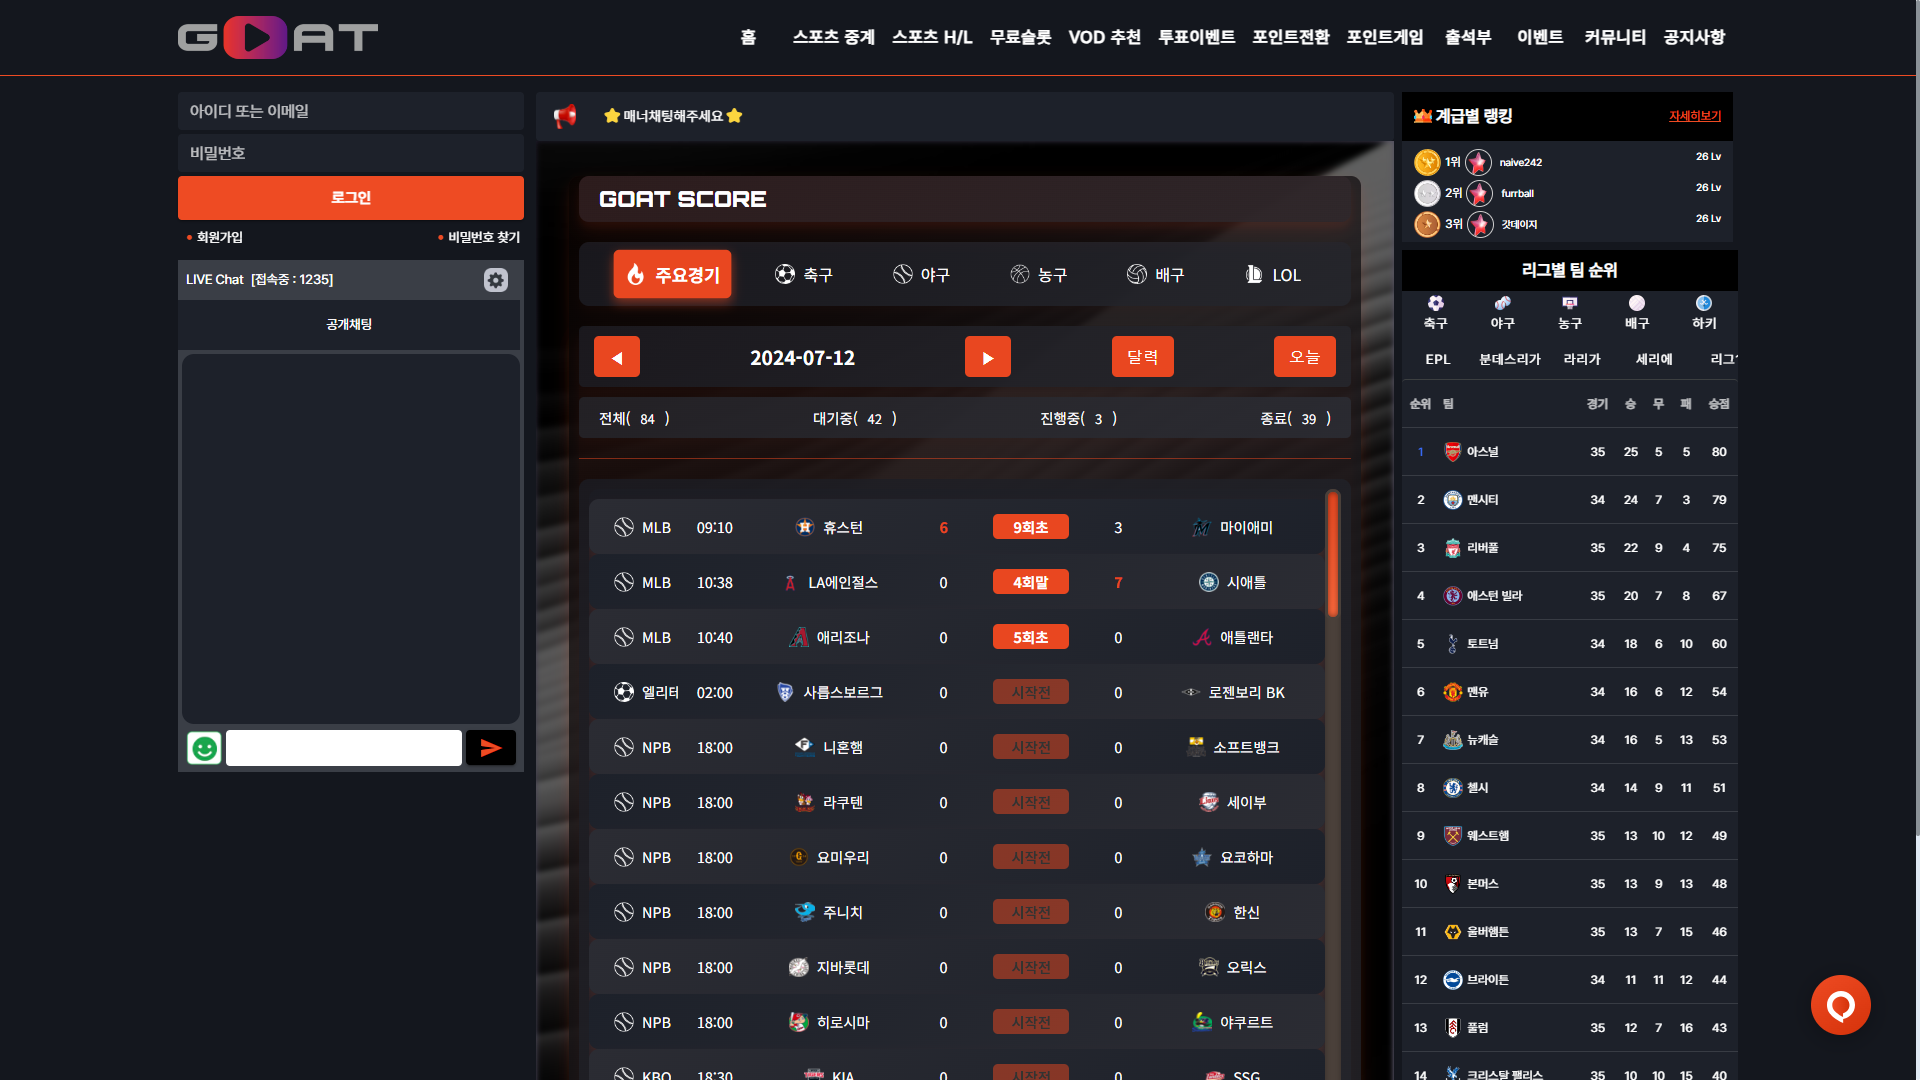 GOAT
홈 스포츠 중계 스포츠 H/L 무료슬롯 VOD 추천 투표이벤트 포인트전환 포인트게임 출석부 이벤트 커뮤니티 공지사항
아이디 또는 이메일
비밀번호
로그인
회원가입 비밀번호 찾기
LIVE Chat [접속중 : 1235]
공개채팅
매너채팅해주세요
GOAT SCORE
주요경기 축구 야구 농구 배구 LOL
◀ 2024-07-12 ▶ 달력 오늘
전체( 84 ) 대기중( 42 ) 진행중( 3 ) 종료( 39 )
MLB 09:10 휴스턴 6 9회초 3 마이애미
MLB 10:38 LA에인절스 0 4회말 7 시애틀
MLB 10:40 애리조나 0 5회초 0 애틀랜타
엘리터 02:00 사릅스보르그 0 시작전 0 로젠보리 BK
NPB 18:00 니혼햄 0 시작전 0 소프트뱅크
NPB 18:00 라쿠텐 0 시작전 0 세이부
NPB 18:00 요미우리 0 시작전 0 요코하마
NPB 18:00 주니치 0 시작전 0 한신
NPB 18:00 지바롯데 0 시작전 0 오릭스
NPB 18:00 히로시마 0 시작전 0 야쿠르트
KBO 18:30 KIA 0 시작전 0 SSG
계급별 랭킹 자세히보기
1위 naive242 26 Lv
2위 furrball 26 Lv
3위 갓데이지 26 Lv
리그별 팀 순위
축구 야구 농구 배구 하키
EPL 분데스리가 라리가 세리에 리그
순위 팀 경기 승 무 패 승점
1 아스널 35 25 5 5 80
2 맨시티 34 24 7 3 79
3 리버풀 35 22 9 4 75
4 애스턴 빌라 35 20 7 8 67
5 토트넘 34 18 6 10 60
6 맨유 34 16 6 12 54
7 뉴캐슬 34 16 5 13 53
8 첼시 34 14 9 11 51
9 웨스트햄 35 13 10 12 49
10 본머스 35 13 9 13 48
11 울버햄튼 35 13 7 15 46
12 브라이튼 34 11 11 12 44
13 풀럼 35 12 7 16 43
14 크리스탈 팰리스 35 10 10 15 40